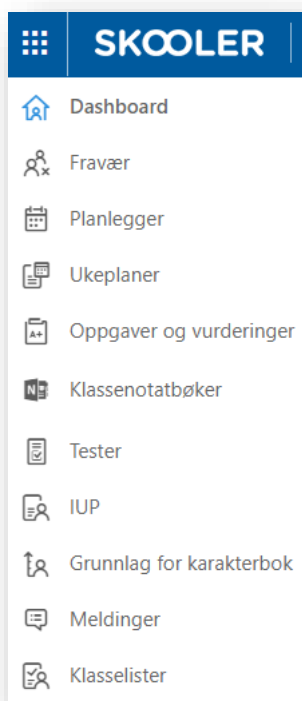 SKOOLER
Dashboard
Fravær
Planlegger
Ukeplaner
A+
Oppgaver og vurderinger
N
Klassenotatbøker
Tester
IUP
Grunnlag for karakterbok
Meldinger
Klasselister